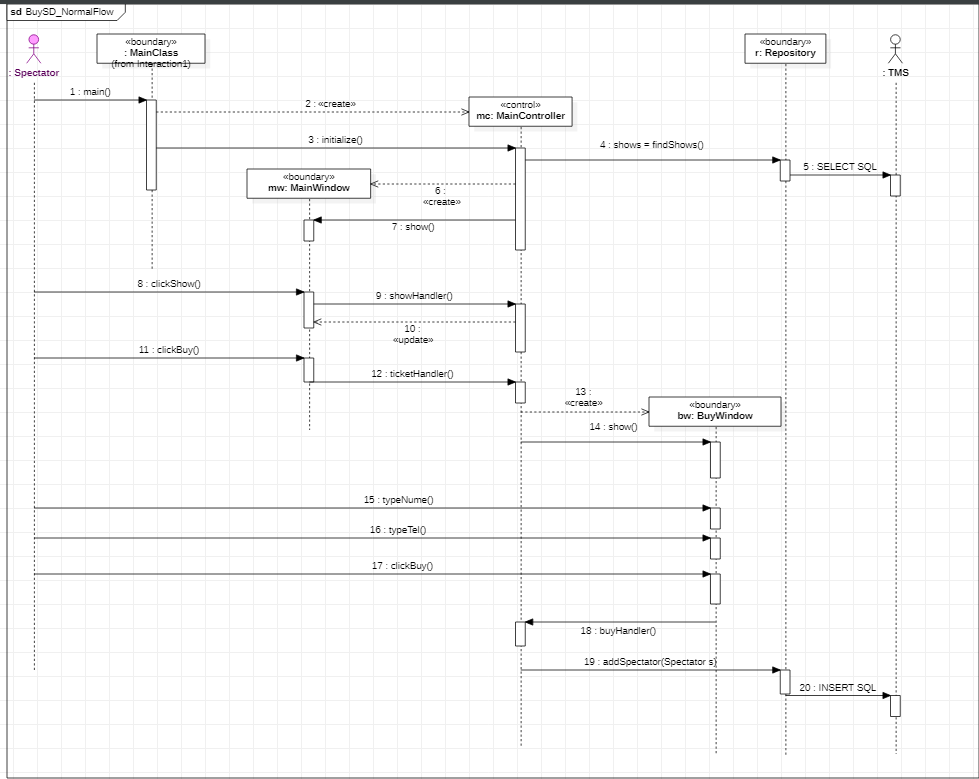 sd BuySD_NormalFlow
«boundary»
: MainClass
(from Interaction1)
«boundary»
r: Repository
: Spectator
: TMS
1 : main()
2 : «create»
«control»
mc: MainController
3 : initialize()
4 : shows = findShows()
5 : SELECT SQL
«boundary»
mw: MainWindow
6 :
«create»
7 : show()
8 : clickShow()
9 : showHandler()
10 :
«update»
11 : clickBuy()
12 : ticketHandler()
13 :
«create»
«boundary»
bw: BuyWindow
14 : show()
15 : typeNume()
16 : typeTel()
17 : clickBuy()
18 : buyHandler()
19 : addSpectator(Spectator s)
20 : INSERT SQL